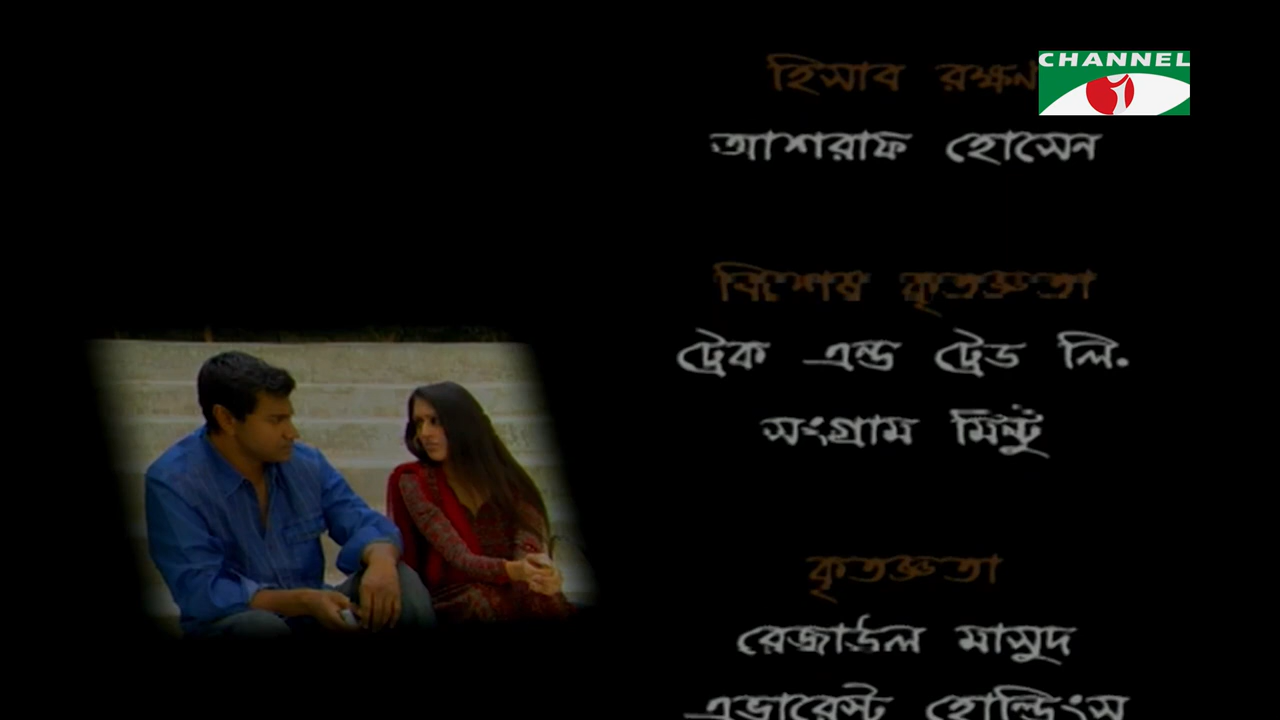 CHANNEL i
হিসাব রক্ষণ
আশরাফ হোসেন
বিশেষ কৃতজ্ঞতা
ট্রেক এন্ড ট্রেড লি.
সংগ্রাম মিন্টু
কৃতজ্ঞতা
রেজাউল মাসুদ
এভারেস্ট হোল্ডিংস